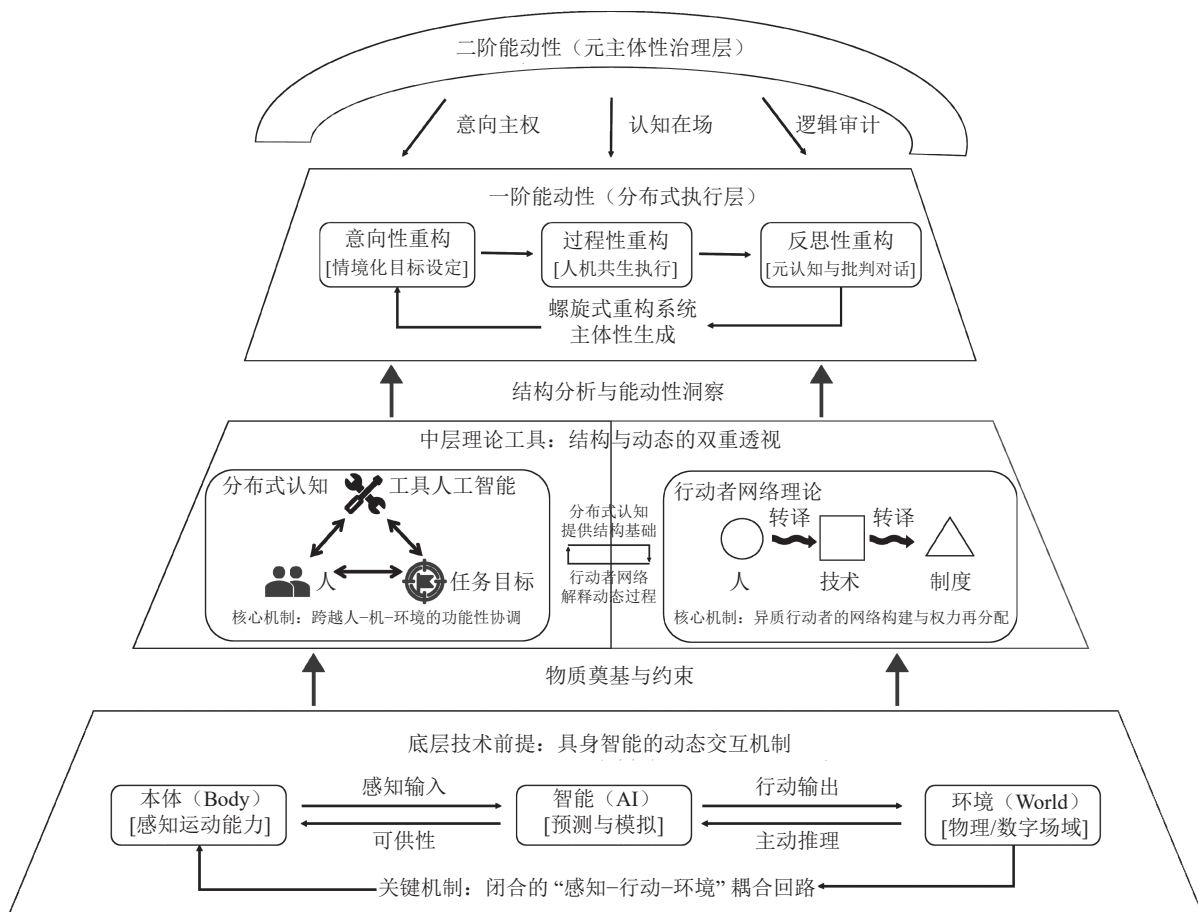 二阶能动性（元主体性治理层）
意向主权
认知在场
逻辑审计
一阶能动性（分布式执行层）
意向性重构
[情境化目标设定]
过程性重构
[人机共生执行]
反思性重构
[元认知与批判对话]
螺旋式重构系统
主体性生成
结构分析与能动性洞察
中层理论工具：结构与动态的双重透视
分布式认知
工具人工智能
人
任务目标
核心机制：跨越人–机–环境的功能性协调
分布式认知
提供结构基础
行动者网络
解释动态过程
行动者网络理论
转译
转译
人
技术
制度
核心机制：异质行动者的网络构建与权力再分配
物质奠基与约束
底层技术前提：具身智能的动态交互机制
本体（Body）
[感知运动能力]
感知输入
可供性
智能（AI）
[预测与模拟]
行动输出
主动推理
环境（World）
[物理/数字场域]
关键机制：闭合的“感知–行动–环境”耦合回路